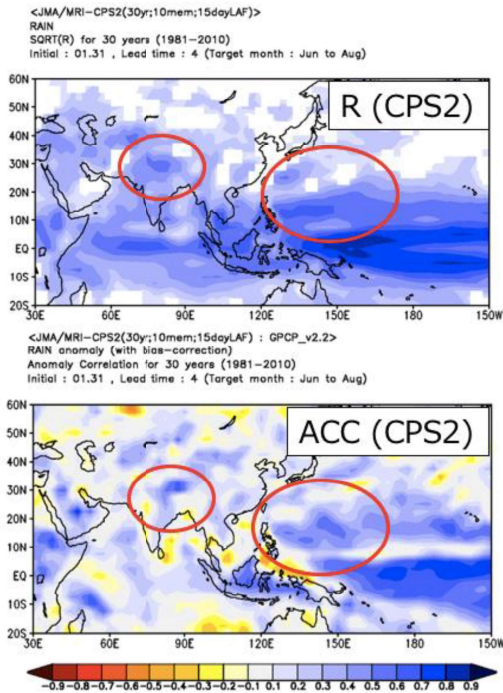 <JMA/MRI-CPS2(30yr;10mem;15dayLAF)>
RAIN
SQRT(R) for 30 years (1981-2010)
Initial : 01.31 , Lead time : 4 (Target month : Jun to Aug)
R (CPS2)
60N
50N
40N
30N
20N
10N
EQ
10S
20S
30E 60E 90E 120E 150E 180 150W
<JMA/MRI-CPS2(30yr;10mem;15dayLAF) : GPCP_v2.2>
RAIN anomaly (with bias-correction)
Anomaly Correlation for 30 years (1981-2010)
Initial : 01.31 , Lead time : 4 (Target month : Jun to Aug)
ACC (CPS2)
60N
50N
40N
30N
20N
10N
EQ
10S
20S
30E 60E 90E 120E 150E 180 150W
-0.9 -0.8 -0.7 -0.6 -0.5 -0.4 -0.3 -0.2 -0.1 0 0.1 0.2 0.3 0.4 0.5 0.6 0.7 0.8 0.9